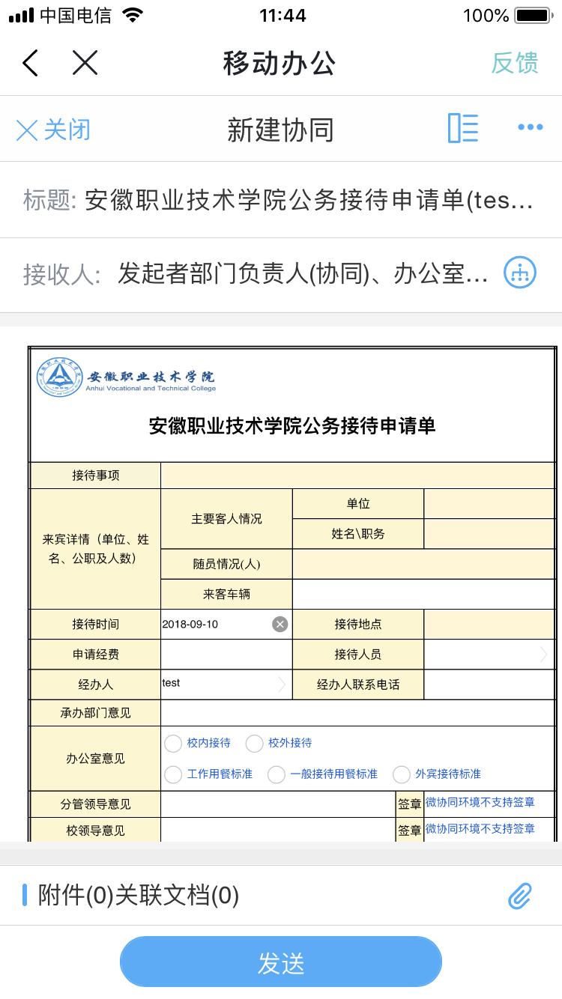 中国电信 11:44 100%
移动办公 反馈
关闭 新建协同
标题: 安徽职业技术学院公务接待申请单(tes...
接收人: 发起者部门负责人(协同)、办公室...
安徽职业技术学院
Anhui Vocational and Technical College
安徽职业技术学院公务接待申请单
接待事项
来宾详情（单位、姓名、公职及人数）
主要客人情况
单位
姓名\职务
随员情况(人)
来客车辆
接待时间 2018-09-10 接待地点
申请经费 接待人员
经办人 test 经办人联系电话
承办部门意见
办公室意见
校内接待 校外接待
工作用餐标准 一般接待用餐标准 外宾接待标准
分管领导意见 签章 微协同环境不支持签章
校领导意见 签章 微协同环境不支持签章
附件(0)关联文档(0)
发送